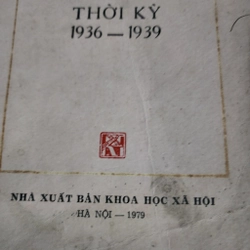 THỜI KỲ
1936 — 1939
NHÀ XUẤT BẢN KHOA HỌC XÃ HỘI
HÀ NỘI — 1979